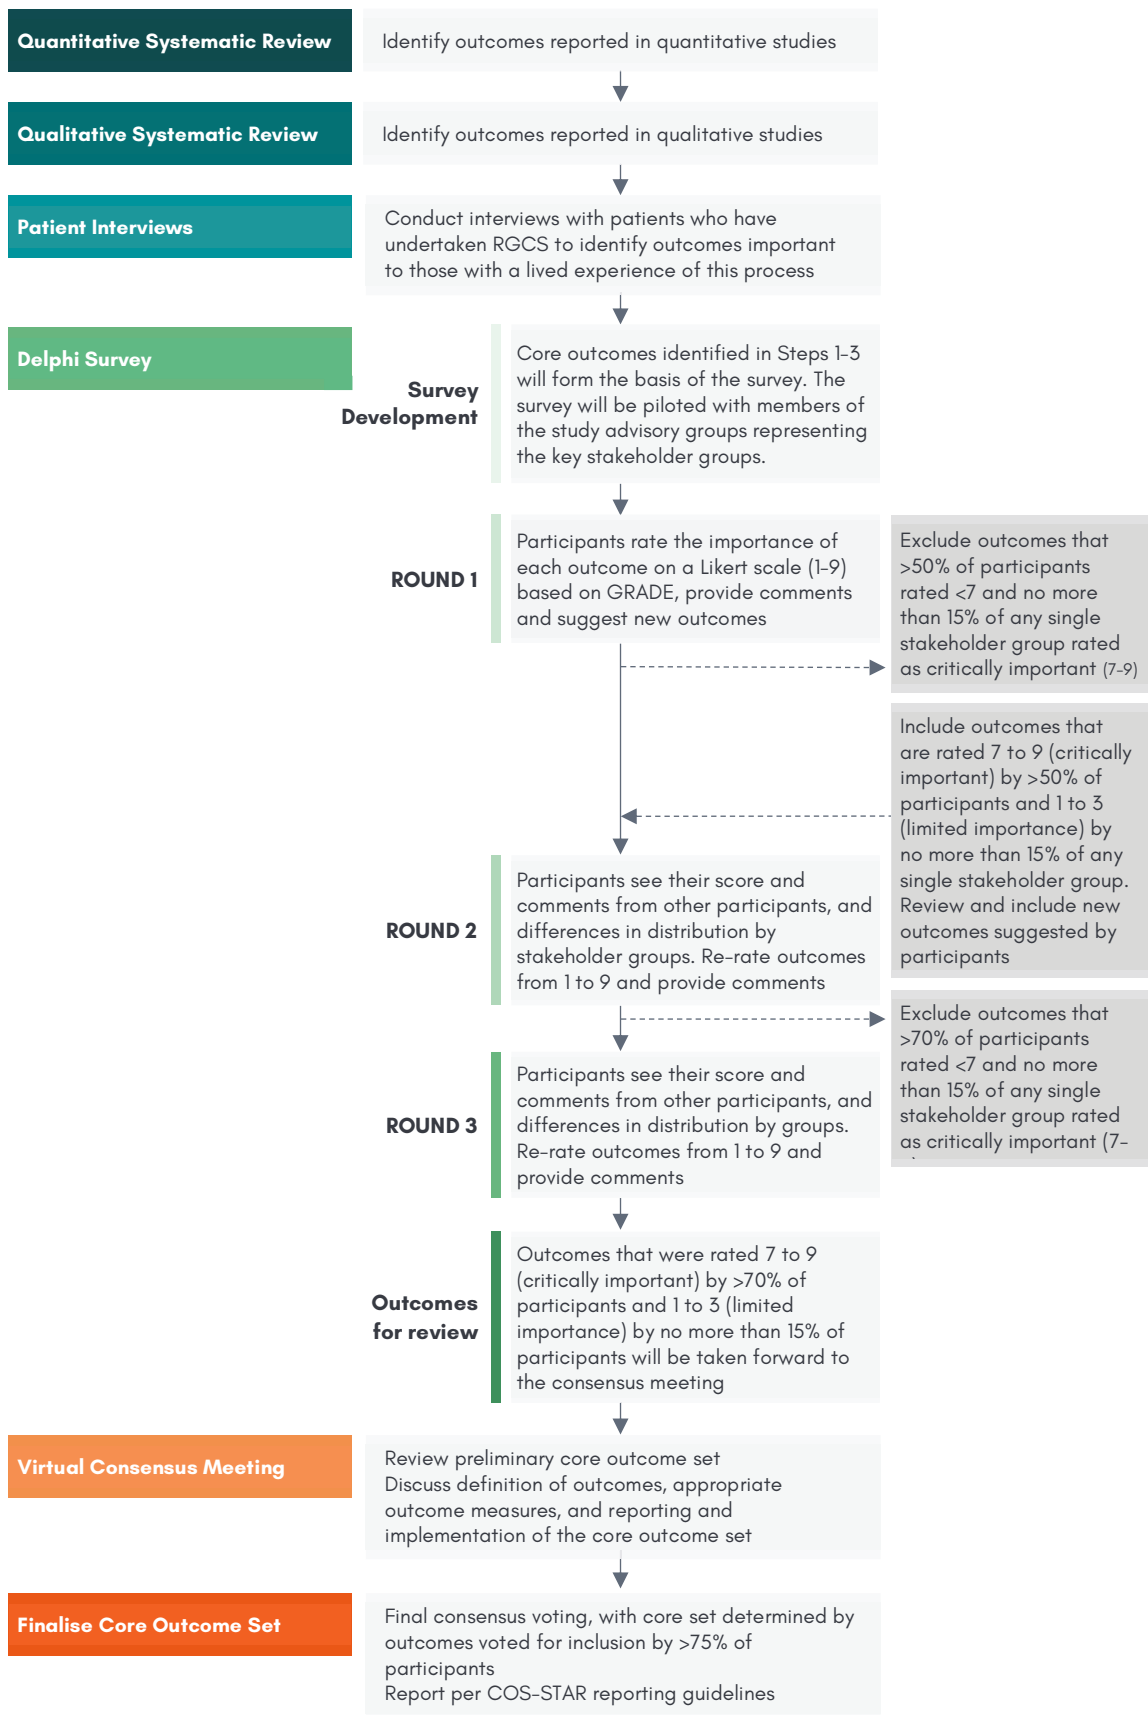 Quantitative Systematic Review
Identify outcomes reported in quantitative studies
Qualitative Systematic Review
Identify outcomes reported in qualitative studies
Patient Interviews
Conduct interviews with patients who have
undertaken RGCS to identify outcomes important
to those with a lived experience of this process
Delphi Survey
Survey
Development
Core outcomes identified in Steps 1-3
will form the basis of the survey. The
survey will be piloted with members of
the study advisory groups representing
the key stakeholder groups.
ROUND 1
Participants rate the importance of
each outcome on a Likert scale (1-9)
based on GRADE, provide comments
and suggest new outcomes
Exclude outcomes that
>50% of participants
rated <7 and no more
than 15% of any single
stakeholder group rated
as critically important (7-9)
Include outcomes that
are rated 7 to 9 (critically
important) by >50% of
participants and 1 to 3
(limited importance) by
no more than 15% of any
single stakeholder group.
Review and include new
outcomes suggested by
participants
ROUND 2
Participants see their score and
comments from other participants, and
differences in distribution by
stakeholder groups. Re-rate outcomes
from 1 to 9 and provide comments
Exclude outcomes that
>70% of participants
rated <7 and no more
than 15% of any single
stakeholder group rated
as critically important (7-
ROUND 3
Participants see their score and
comments from other participants, and
differences in distribution by groups.
Re-rate outcomes from 1 to 9 and
provide comments
Outcomes
for review
Outcomes that were rated 7 to 9
(critically important) by >70% of
participants and 1 to 3 (limited
importance) by no more than 15% of
participants will be taken forward to
the consensus meeting
Virtual Consensus Meeting
Review preliminary core outcome set
Discuss definition of outcomes, appropriate
outcome measures, and reporting and
implementation of the core outcome set
Finalise Core Outcome Set
Final consensus voting, with core set determined by
outcomes voted for inclusion by >75% of
participants
Report per COS-STAR reporting guidelines